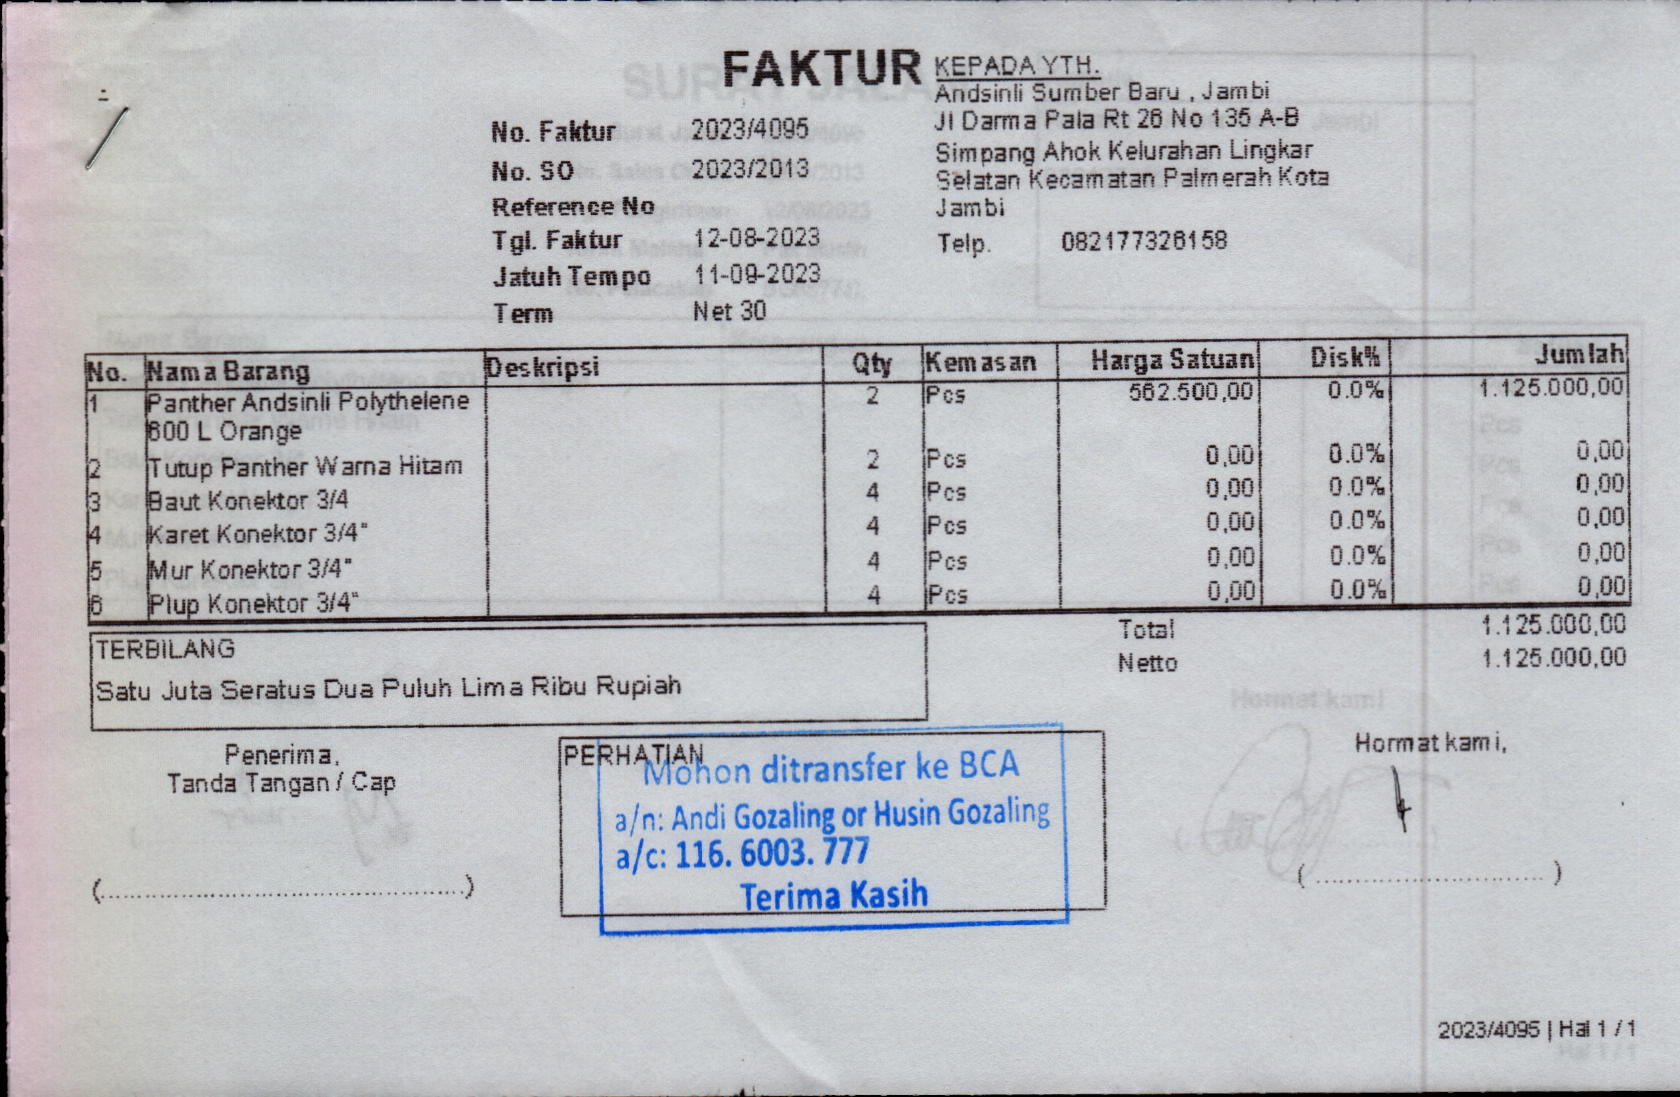 FAKTUR
KEPADA YTH.
Andsinli Sumber Baru , Jambi
Jl Darma Pala Rt 26 No 135 A-B
Simpang Ahok Kelurahan Lingkar
Selatan Kecamatan Palmerah Kota
Jambi
Telp. 082177326158
No. Faktur 2023/4095
No. SO 2023/2013
Reference No
Tgl. Faktur 12-08-2023
Jatuh Tempo 11-09-2023
Term Net 30
No. Nama Barang Deskripsi Qty Kemasan Harga Satuan Disk% Jumlah
1 Panther Andsinli Polythelene 2 Pcs 562.500,00 0.0% 1.125.000,00
600 L Orange
2 Tutup Panther Warna Hitam 2 Pcs 0,00 0.0% 0,00
3 Baut Konektor 3/4 4 Pcs 0,00 0.0% 0,00
4 Karet Konektor 3/4" 4 Pcs 0,00 0.0% 0,00
5 Mur Konektor 3/4" 4 Pcs 0,00 0.0% 0,00
6 Plup Konektor 3/4" 4 Pcs 0,00 0.0% 0,00
Total 1.125.000,00
Netto 1.125.000,00
TERBILANG
Satu Juta Seratus Dua Puluh Lima Ribu Rupiah
Penerima,
Tanda Tangan / Cap
(......................................................)
PERHATIAN
Mohon ditransfer ke BCA
a/n: Andi Gozaling or Husin Gozaling
a/c: 116. 6003. 777
Terima Kasih
Hormat kami,
(..................................)
2023/4095 | Hal 1 / 1